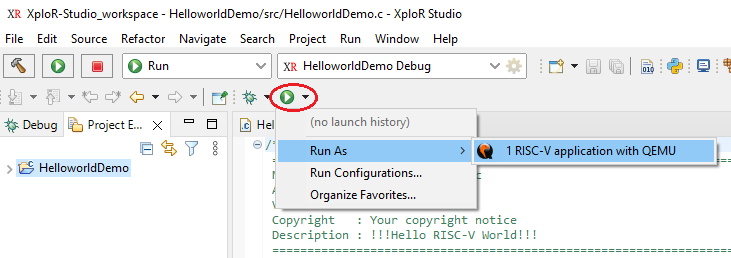 XR XploR-Studio_workspace - HelloworldDemo/src/HelloworldDemo.c - XploR Studio
File Edit Source Refactor Navigate Search Project Run Window Help
Run
XR HelloworldDemo Debug
010
Debug Project E...
.c He
(no launch history)
Run As
1 RISC-V application with QEMU
HelloworldDemo
Run Configurations...
Organize Favorites...
Copyright : Your copyright notice
Description : !!!Hello RISC-V World!!!